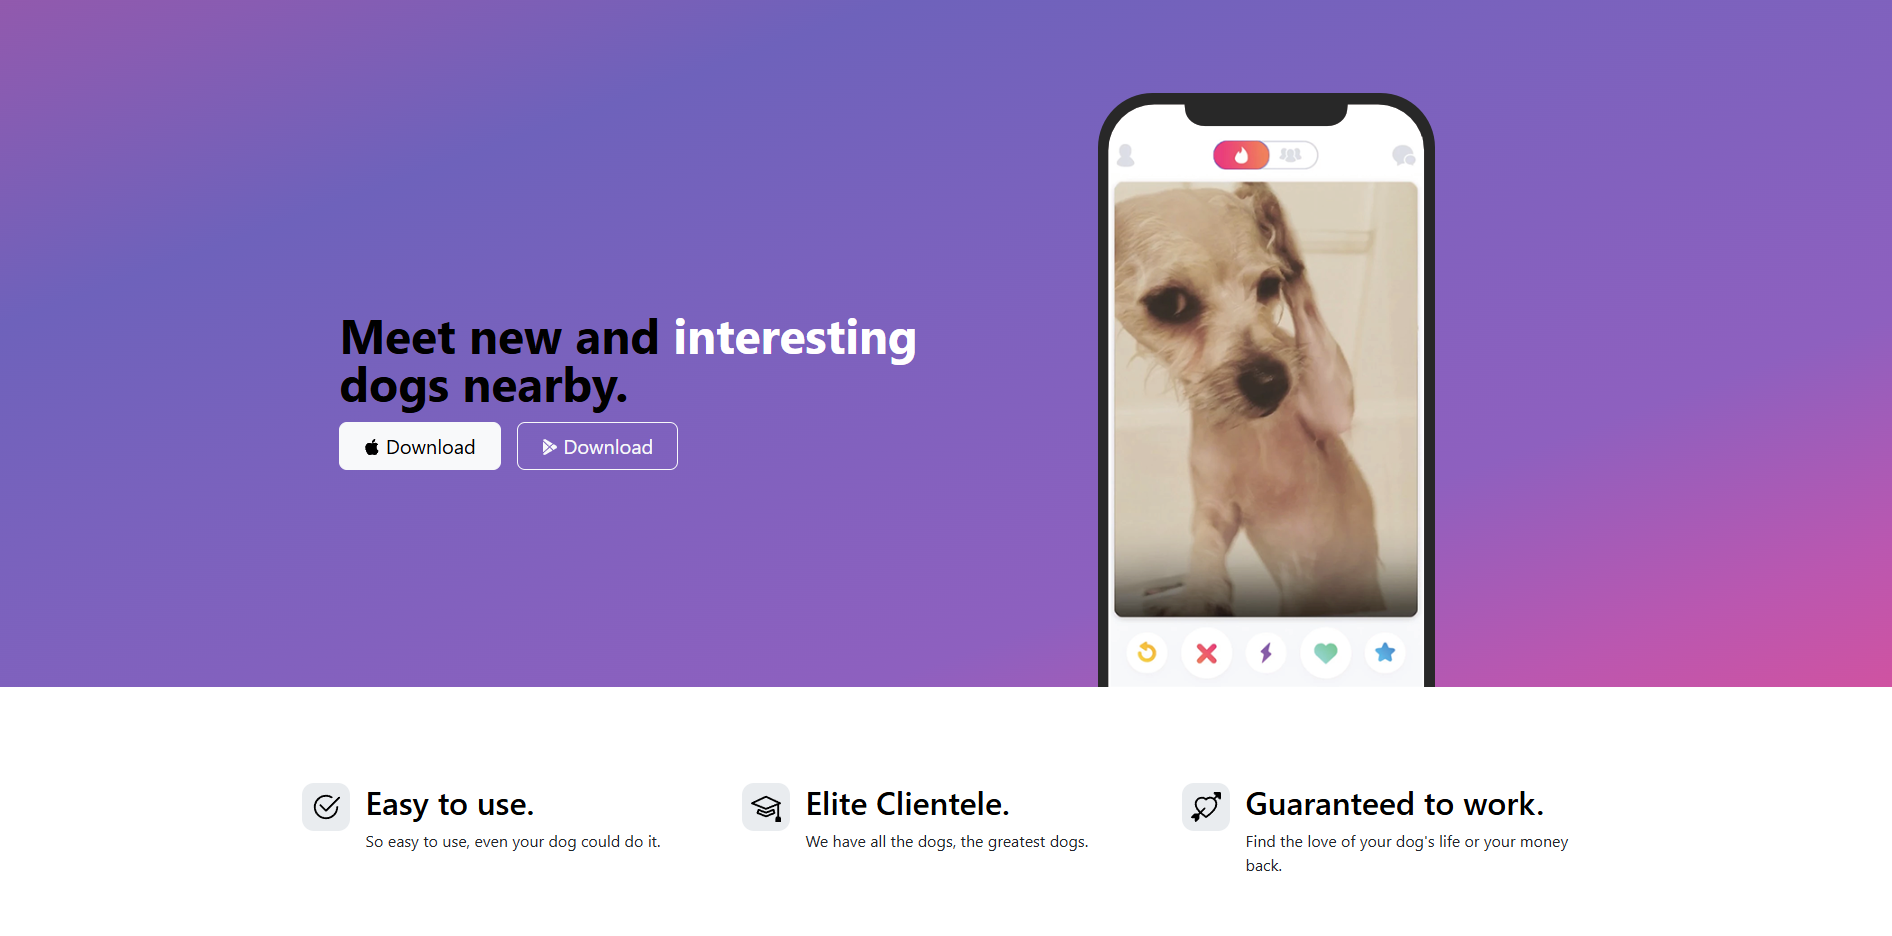 Meet new and interesting
dogs nearby.
Download
Download
Easy to use.
So easy to use, even your dog could do it.
Elite Clientele.
We have all the dogs, the greatest dogs.
Guaranteed to work.
Find the love of your dog's life or your money
back.